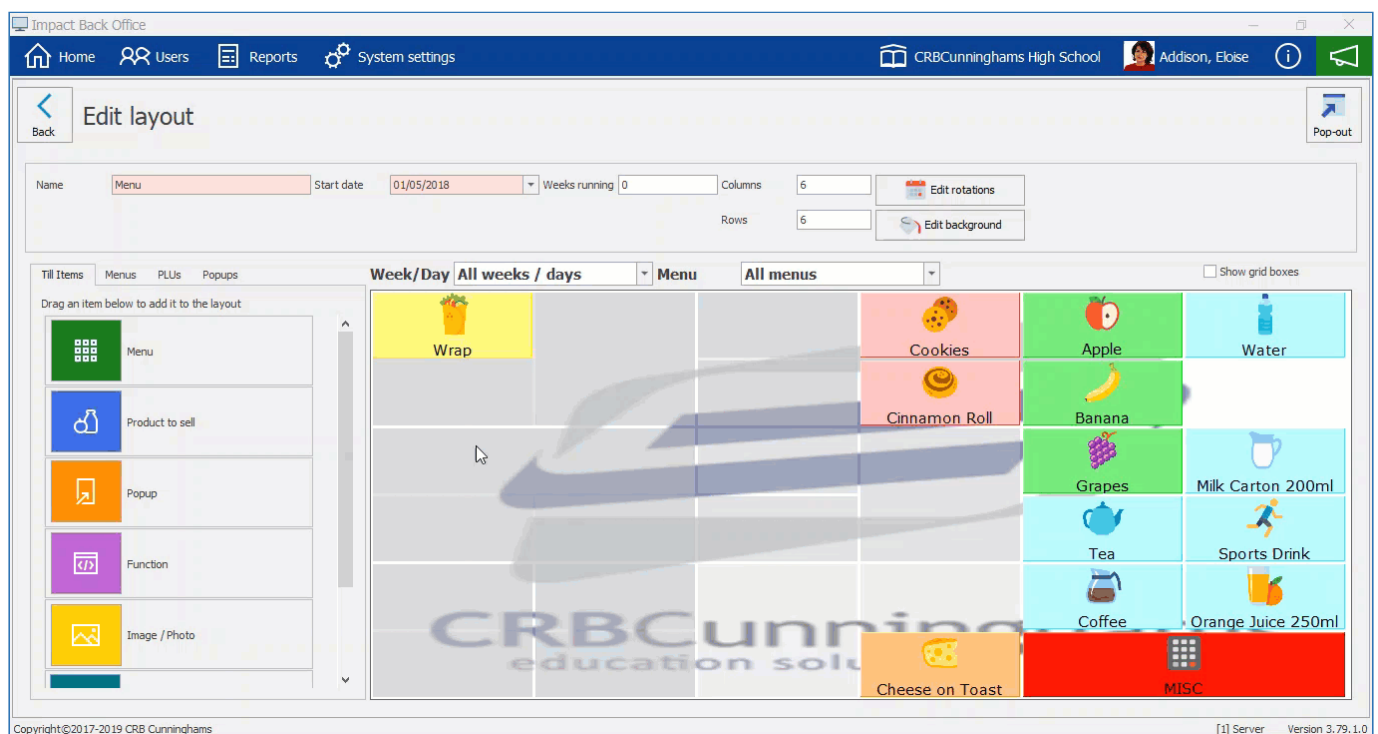 Impact Back Office
Home Users Reports System settings CRBCunninghams High School Addison, Eloise
Back Edit layout Pop-out
Name Menu Start date 01/05/2018 Weeks running 0 Columns 6 Edit rotations
Rows 6 Edit background
Till Items Menus PLUs Popups Week/Day All weeks / days Menu All menus Show grid boxes
Drag an item below to add it to the layout
Menu
Product to sell
Popup
Function
Image / Photo
Wrap Cookies Apple Water
Cinnamon Roll Banana
Grapes Milk Carton 200ml
Tea Sports Drink
Coffee Orange Juice 250ml
CRBCunningham
education solu
Cheese on Toast MISC
Copyright©2017-2019 CRB Cunninghams [1] Server Version 3.79.1.0